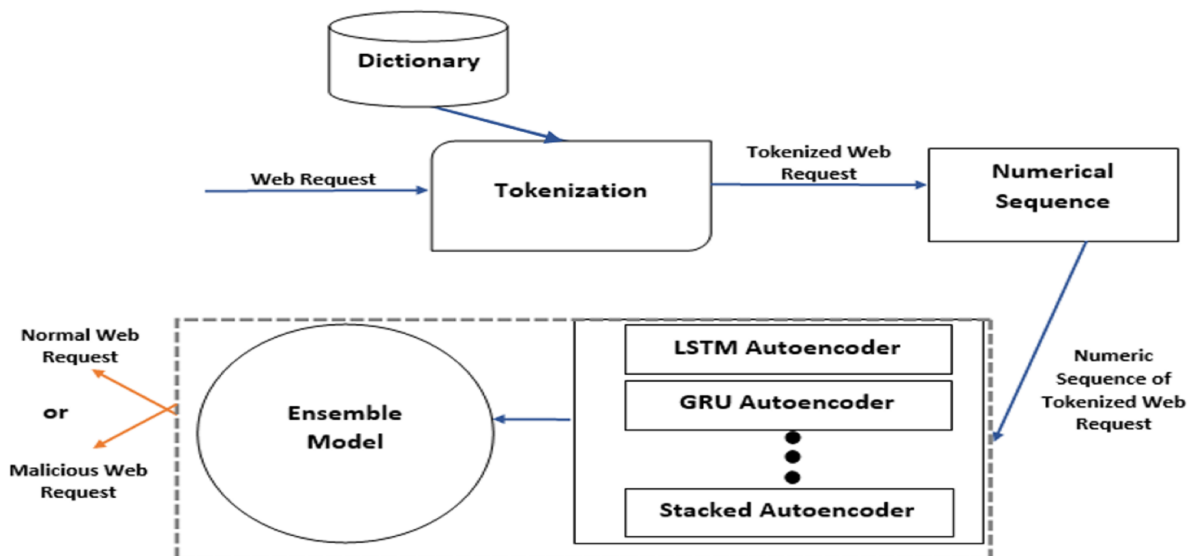 Dictionary
Web Request
Tokenization
Tokenized Web
Request
Numerical
Sequence
Normal Web
Request
or
Malicious Web
Request
Ensemble
Model
LSTM Autoencoder
GRU Autoencoder
Stacked Autoencoder
Numeric
Sequence of
Tokenized Web
Request